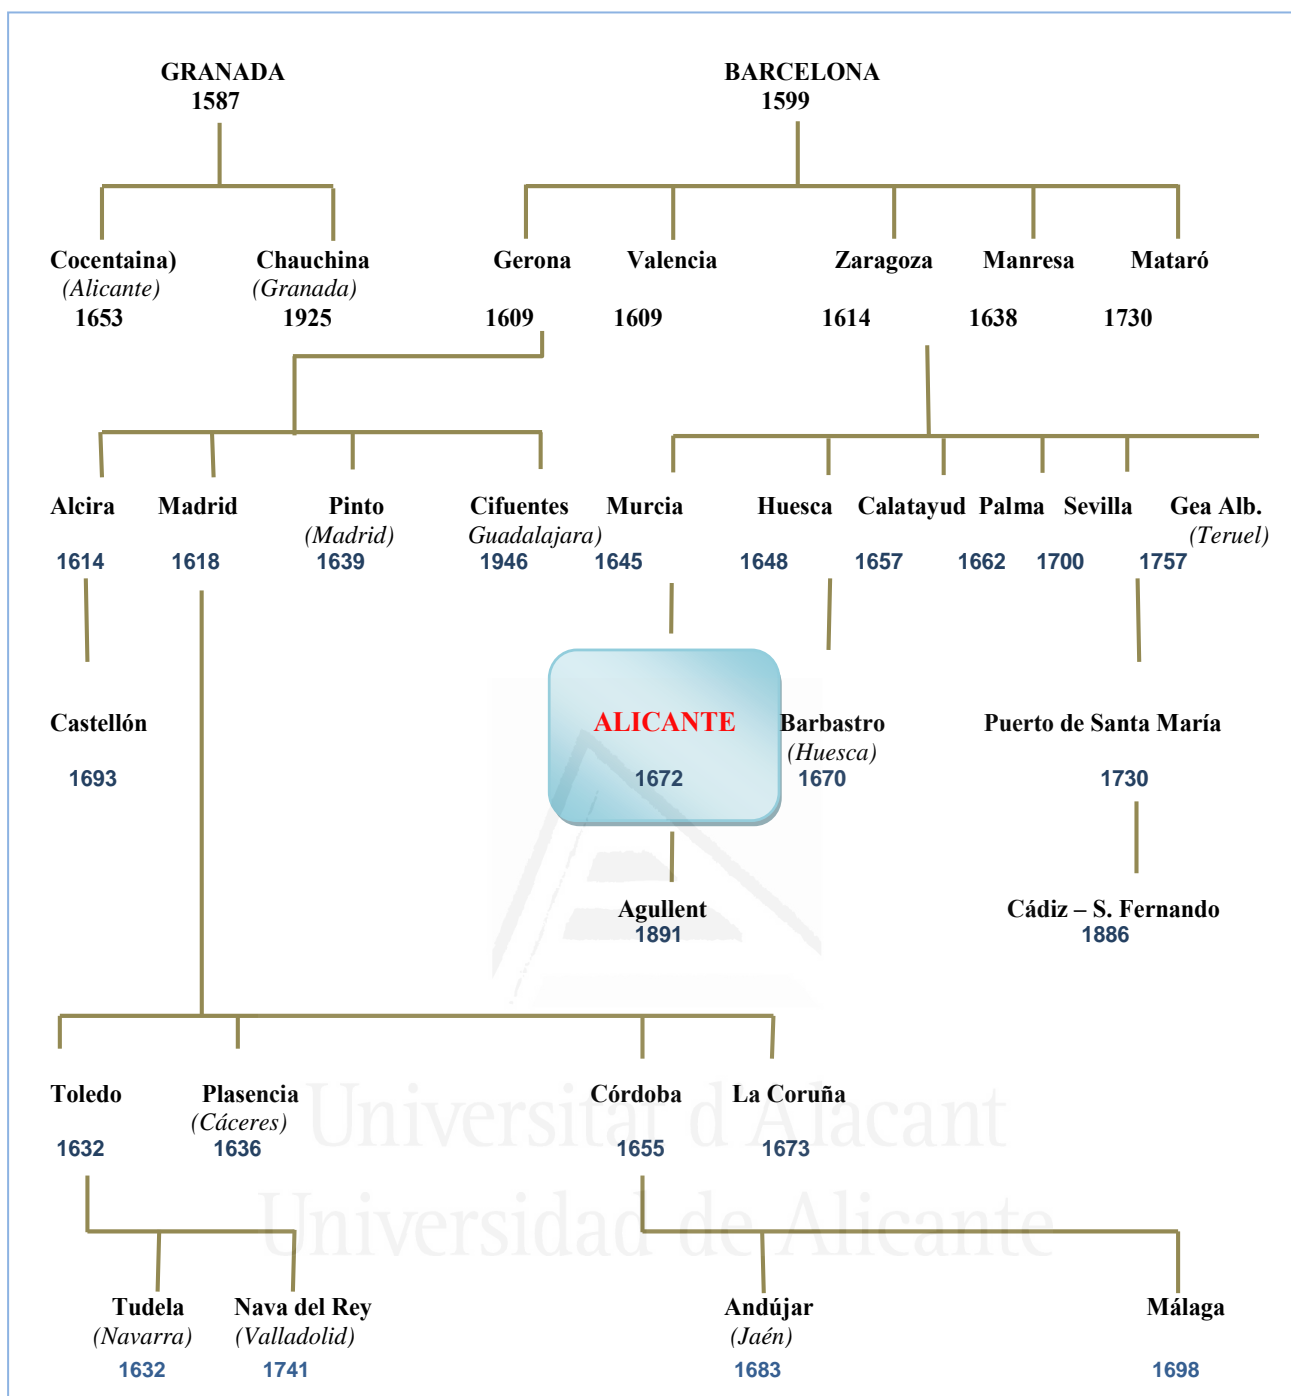 GRANADA BARCELONA
1587 1599
Cocentaina) Chauchina Gerona Valencia Zaragoza Manresa Mataró
(Alicante) (Granada)
1653 1925 1609 1609 1614 1638 1730
Alcira Madrid Pinto Cifuentes Murcia Huesca Calatayud Palma Sevilla Gea Alb.
(Madrid) Guadalajara) (Teruel)
1614 1618 1639 1946 1645 1648 1657 1662 1700 1757
Castellón ALICANTE Barbastro Puerto de Santa María
(Huesca)
1693 1672 1670 1730
Agullent Cádiz – S. Fernando
1891 1886
Toledo Plasencia Córdoba La Coruña
(Cáceres)
1632 1636 1655 1673
Universitat d'Alacant
Universidad de Alicante
Tudela Nava del Rey Andújar Málaga
(Navarra) (Valladolid) (Jaén)
1632 1741 1683 1698